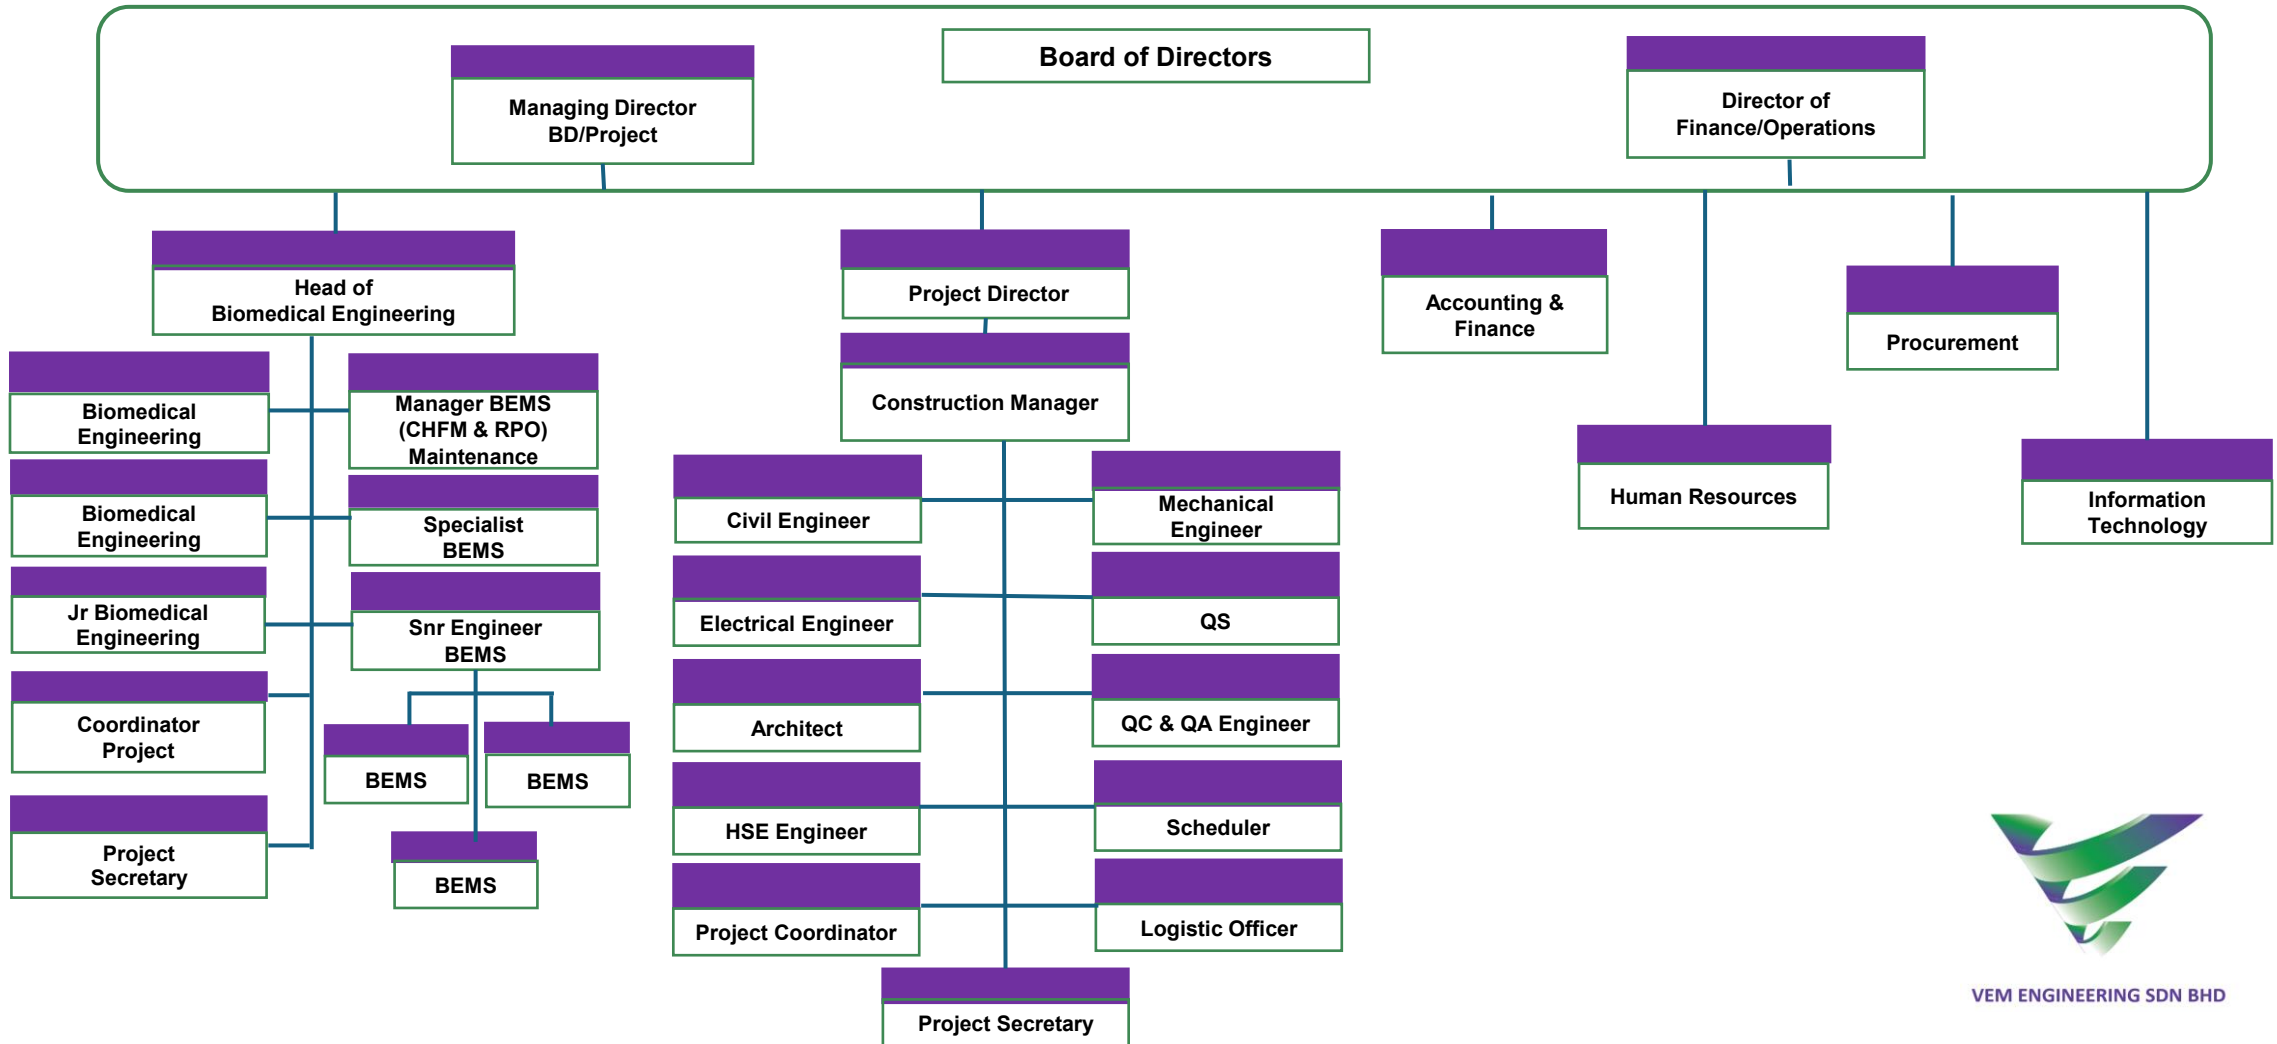 Board of Directors
Managing Director
BD/Project
Director of
Finance/Operations
Head of
Biomedical Engineering
Project Director
Accounting &
Finance
Procurement
Construction Manager
Human Resources
Information
Technology
Biomedical
Engineering
Manager BEMS
(CHFM & RPO)
Maintenance
Biomedical
Engineering
Specialist
BEMS
Jr Biomedical
Engineering
Snr Engineer
BEMS
Coordinator
Project
BEMS
BEMS
Project
Secretary
BEMS
Civil Engineer
Mechanical
Engineer
Electrical Engineer
QS
Architect
QC & QA Engineer
HSE Engineer
Scheduler
Project Coordinator
Logistic Officer
Project Secretary
VEM ENGINEERING SDN BHD